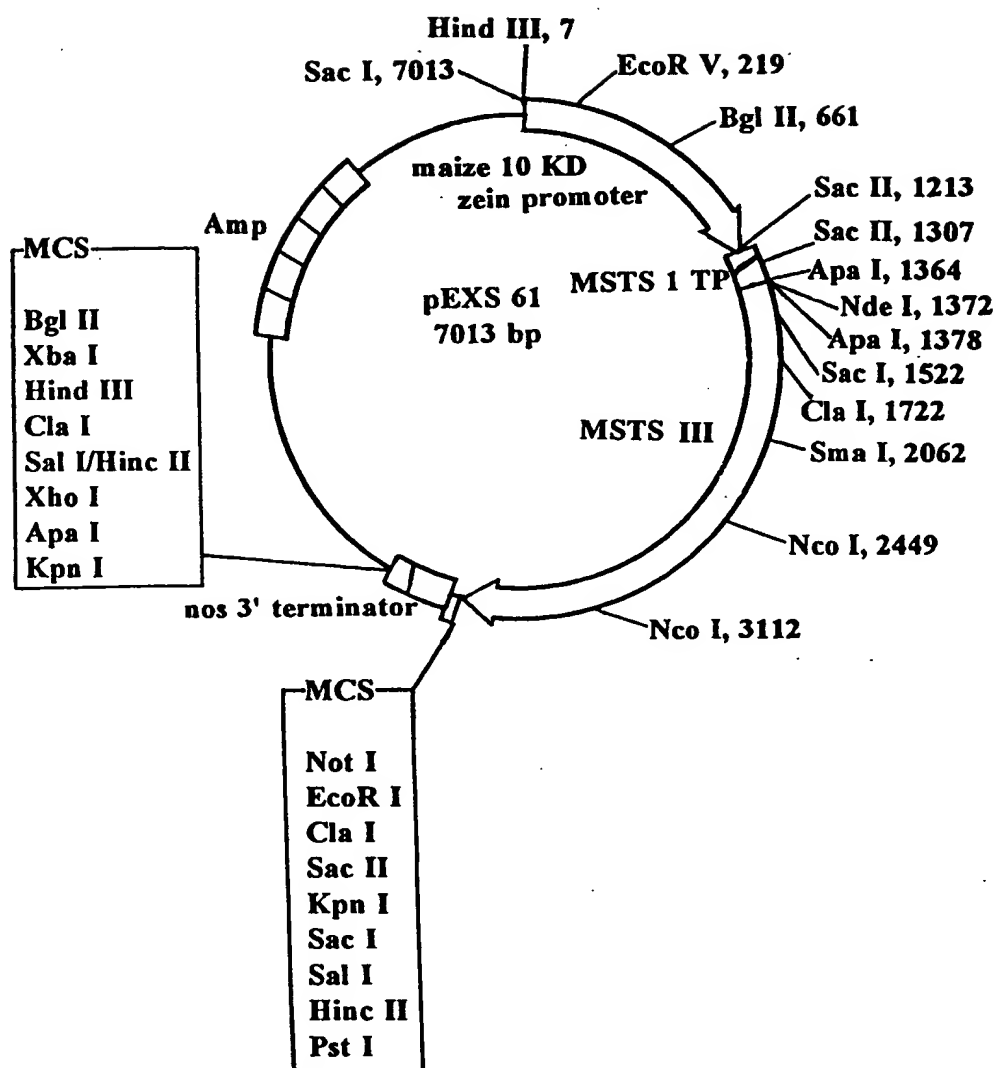 Hind III, 7
Sac I, 7013
EcoR V, 219
Bgl II, 661
maize 10 KD
zein promoter
Sac II, 1213
Sac II, 1307
Amp
MCS
MSTS 1 TP
Apa I, 1364
Nde I, 1372
pEXS 61
7013 bp
Apa I, 1378
Sac I, 1522
Cla I, 1722
Bgl II
Xba I
Hind III
Cla I
Sal I/Hinc II
Xho I
Apa I
Kpn I
MSTS III
Sma I, 2062
Nco I, 2449
nos 3' terminator
Nco I, 3112
MCS
Not I
EcoR I
Cla I
Sac II
Kpn I
Sac I
Sal I
Hinc II
Pst I